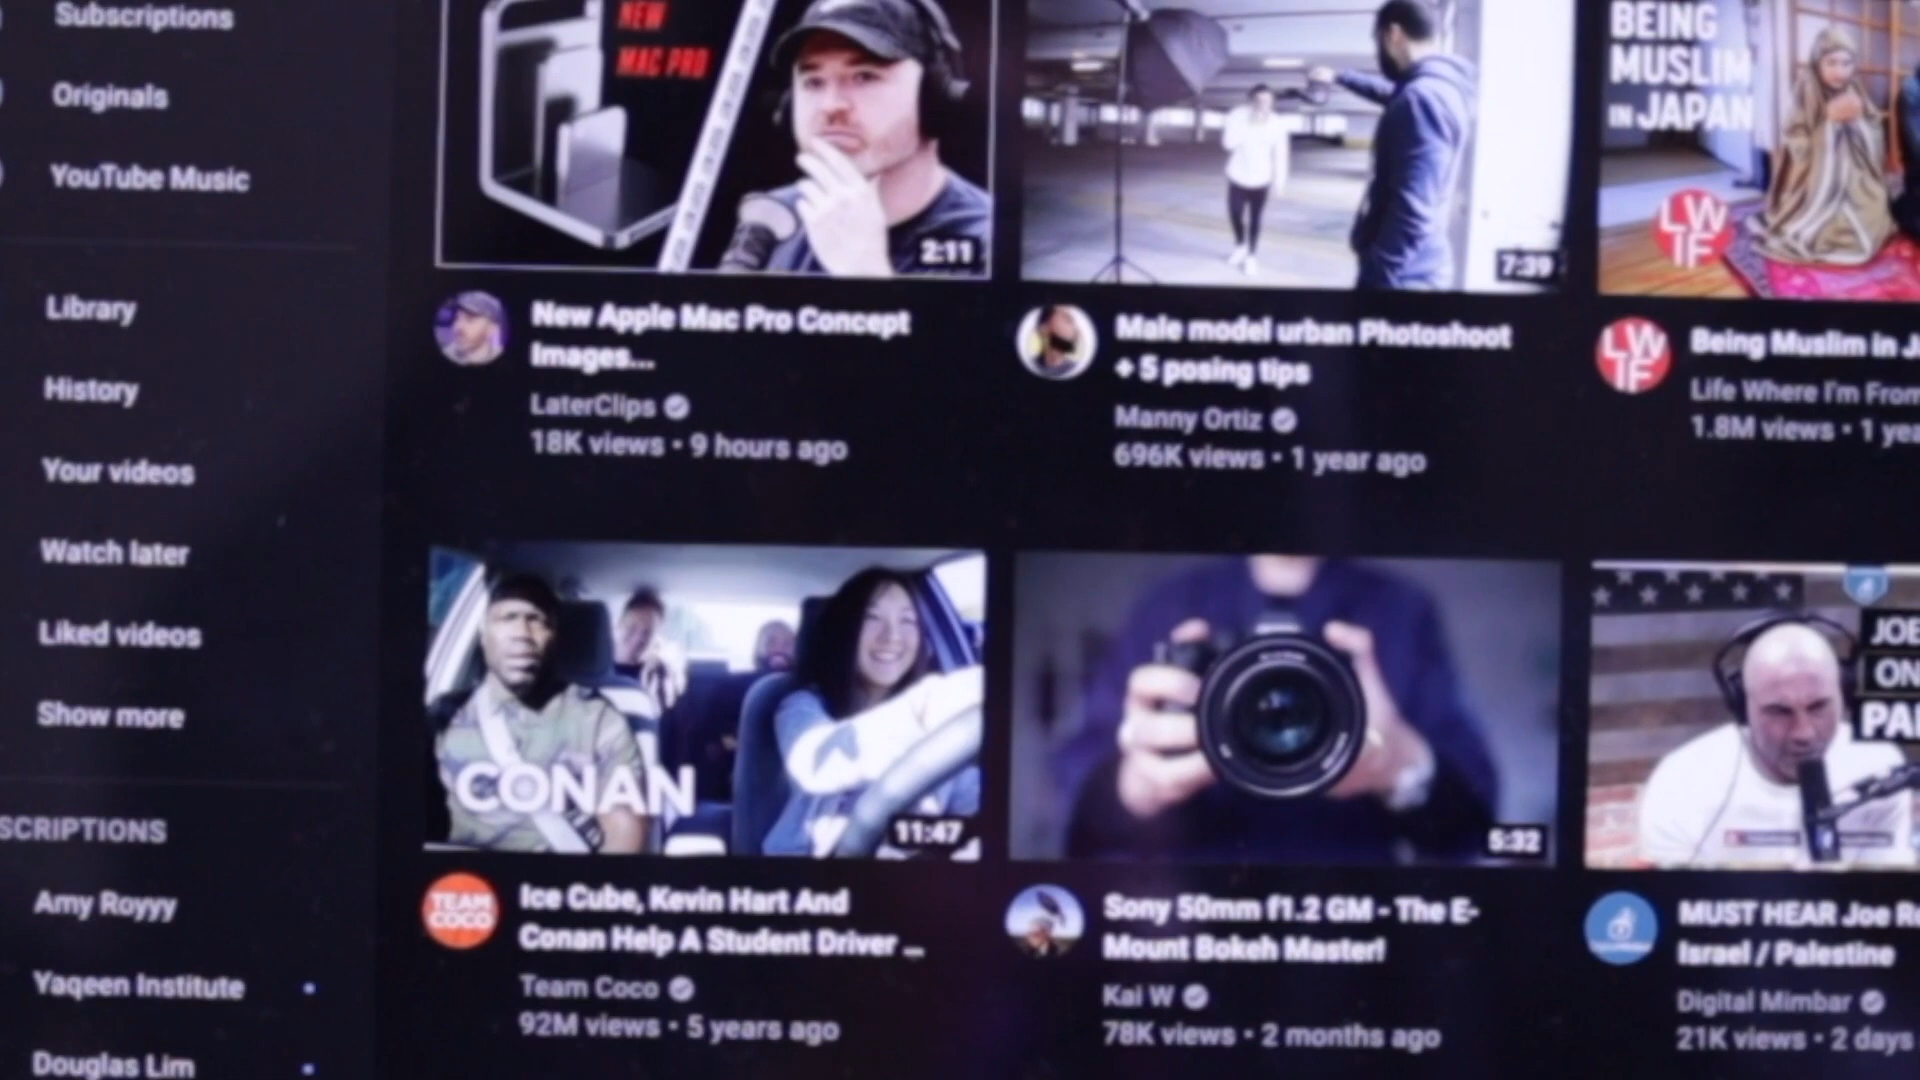 Subscriptions
Originals
YouTube Music
Library
History
Your videos
Watch later
Liked videos
Show more
SCRIPTIONS
Amy Royyy
Yaqeen Institute
Douglas Lim
NEW
MAC PRO
2:11
New Apple Mac Pro Concept
Images...
LaterClips
18K views • 9 hours ago
7:39
Male model urban Photoshoot
+ 5 posing tips
Manny Ortiz
696K views • 1 year ago
BEING
MUSLIM
IN JAPAN
LW
IF
LW
IF
Being Muslim in J
Life Where I'm From
1.8M views • 1 yea
CONAN
11:47
TEAM
COCO
Ice Cube, Kevin Hart And
Conan Help A Student Driver ...
Team Coco
92M views • 5 years ago
5:32
Sony 50mm f1.2 GM - The E-
Mount Bokeh Master!
Kai W
78K views • 2 months ago
JOE
ON
PAL
MUST HEAR Joe R
Israel / Palestine
Digital Mimbar
21K views • 2 days